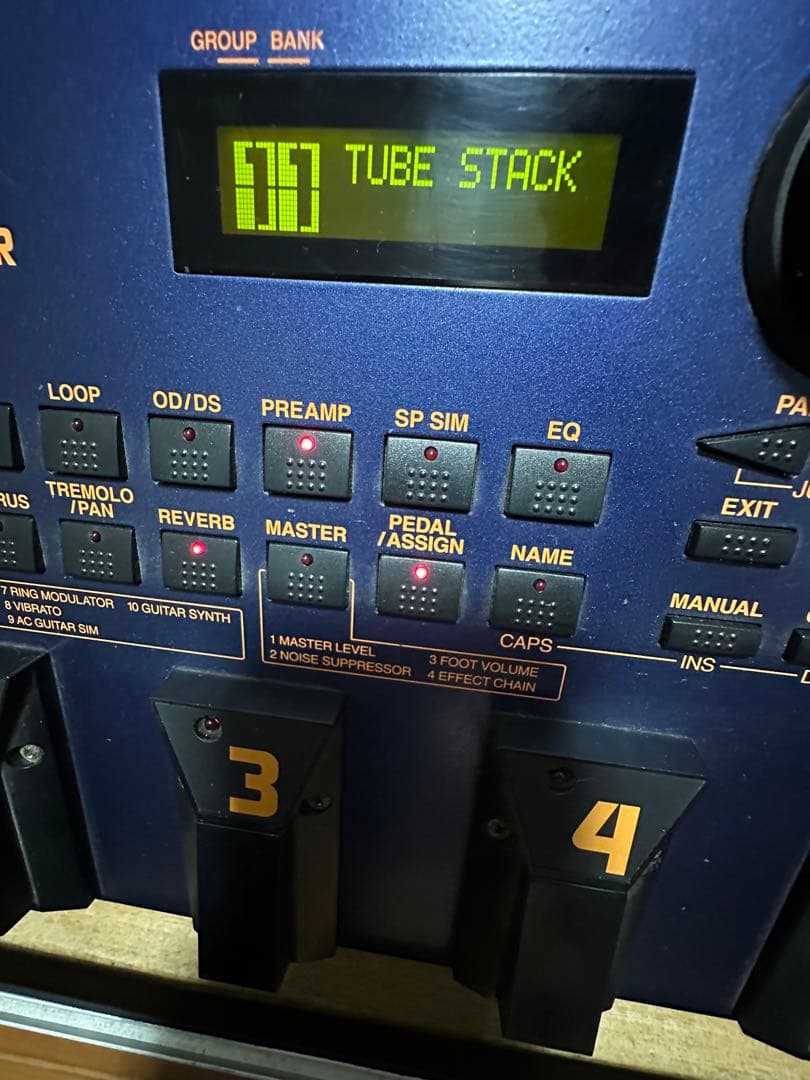 GROUP BANK
11 TUBE STACK
R
LOOP OD/DS PREAMP SP SIM EQ PA
RUS TREMOLO
/PAN REVERB MASTER PEDAL
/ASSIGN NAME EXIT
7 RING MODULATOR 10 GUITAR SYNTH
8 VIBRATO
9 AC GUITAR SIM
1 MASTER LEVEL
2 NOISE SUPPRESSOR
3 FOOT VOLUME
4 EFFECT CHAIN
CAPS INS
MANUAL
3 4